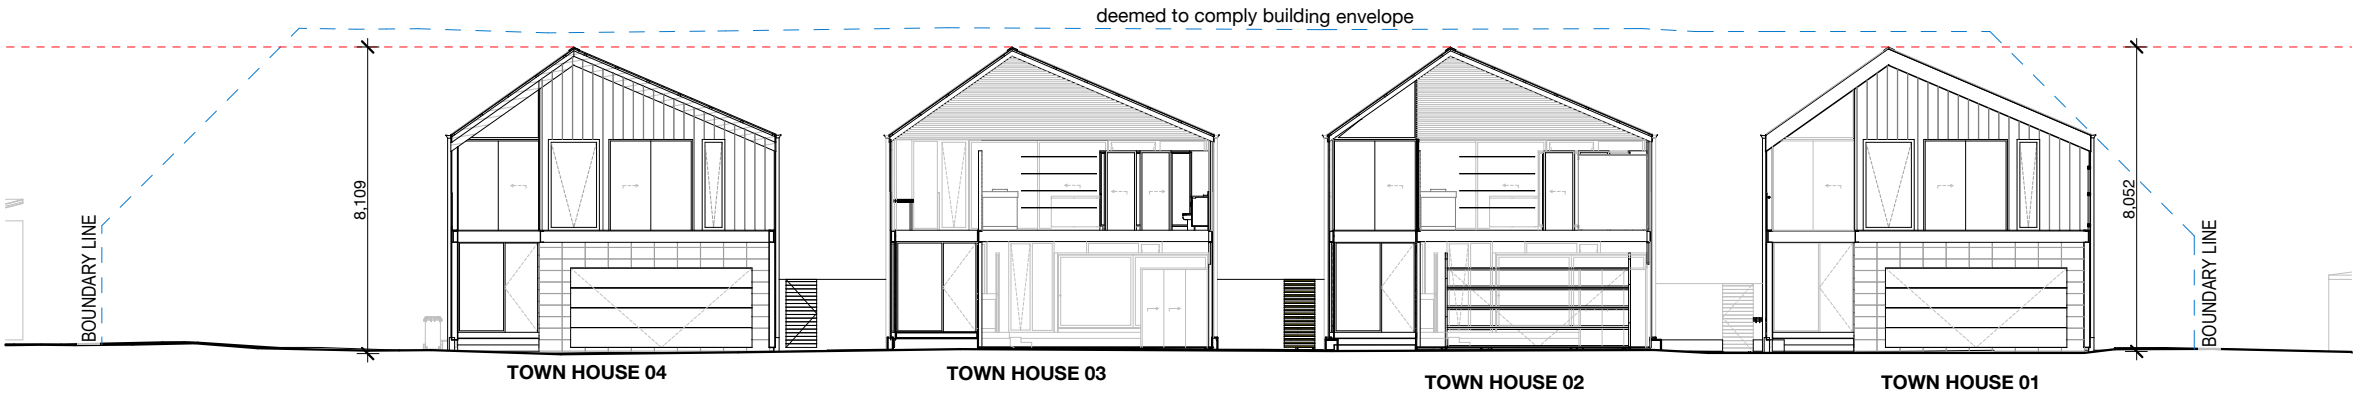 deemed to comply building envelope
8,109
8,052
BOUNDARY LINE
BOUNDARY LINE
TOWN HOUSE 04
TOWN HOUSE 03
TOWN HOUSE 02
TOWN HOUSE 01